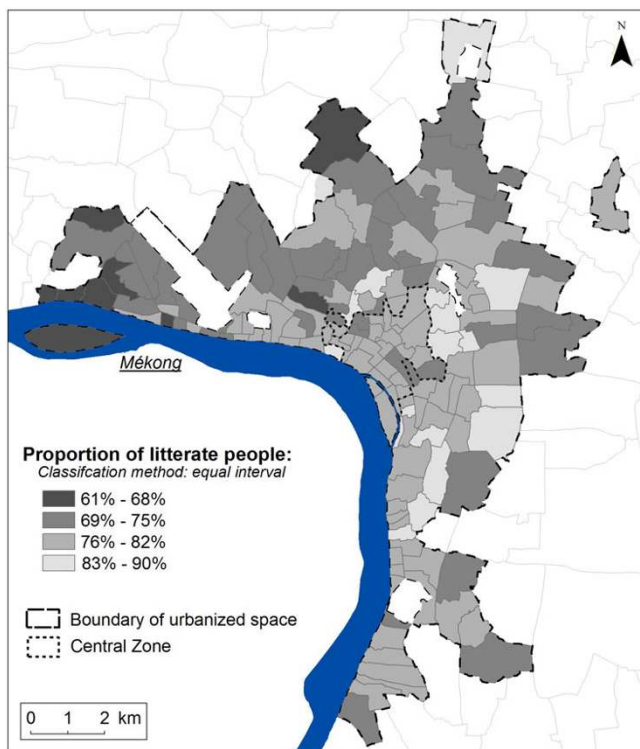 N
Mékong
Proportion of litterate people:
Classifcation method: equal interval
61% - 68%
69% - 75%
76% - 82%
83% - 90%
Boundary of urbanized space
Central Zone
0 1 2 km